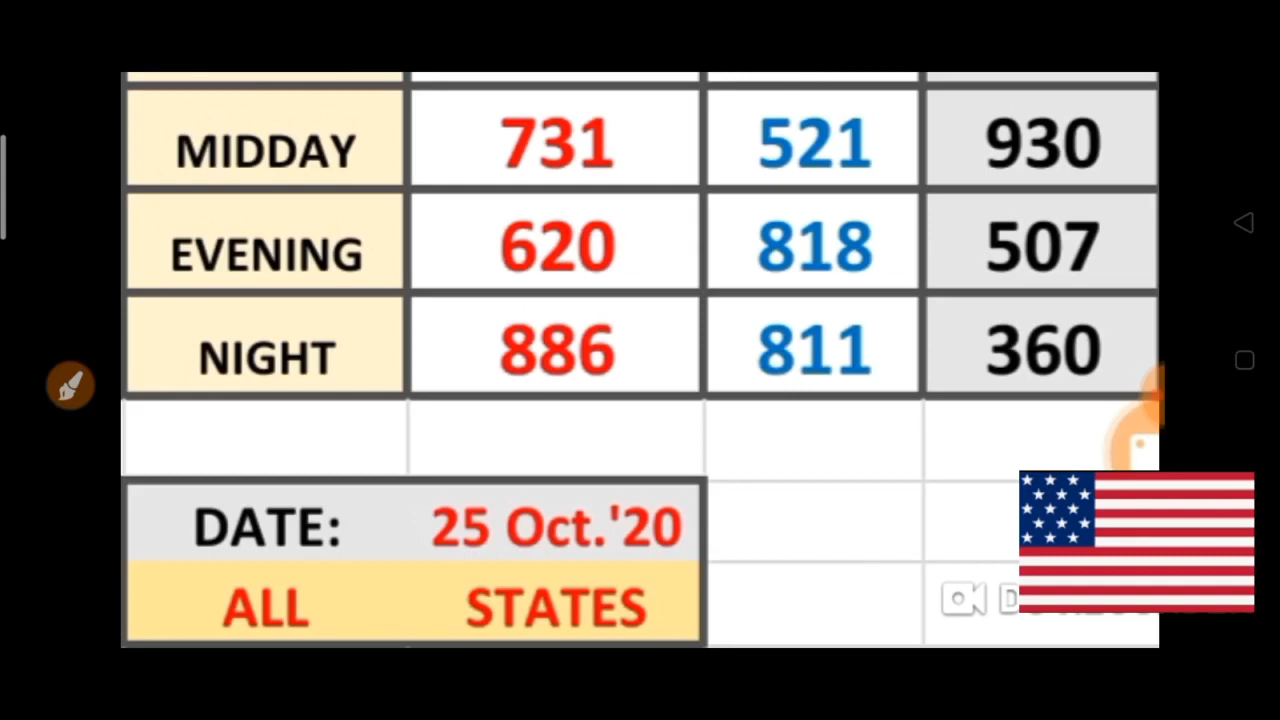 MIDDAY 731 521 930
EVENING 620 818 507
NIGHT 886 811 360
DATE: 25 Oct.'20
ALL STATES